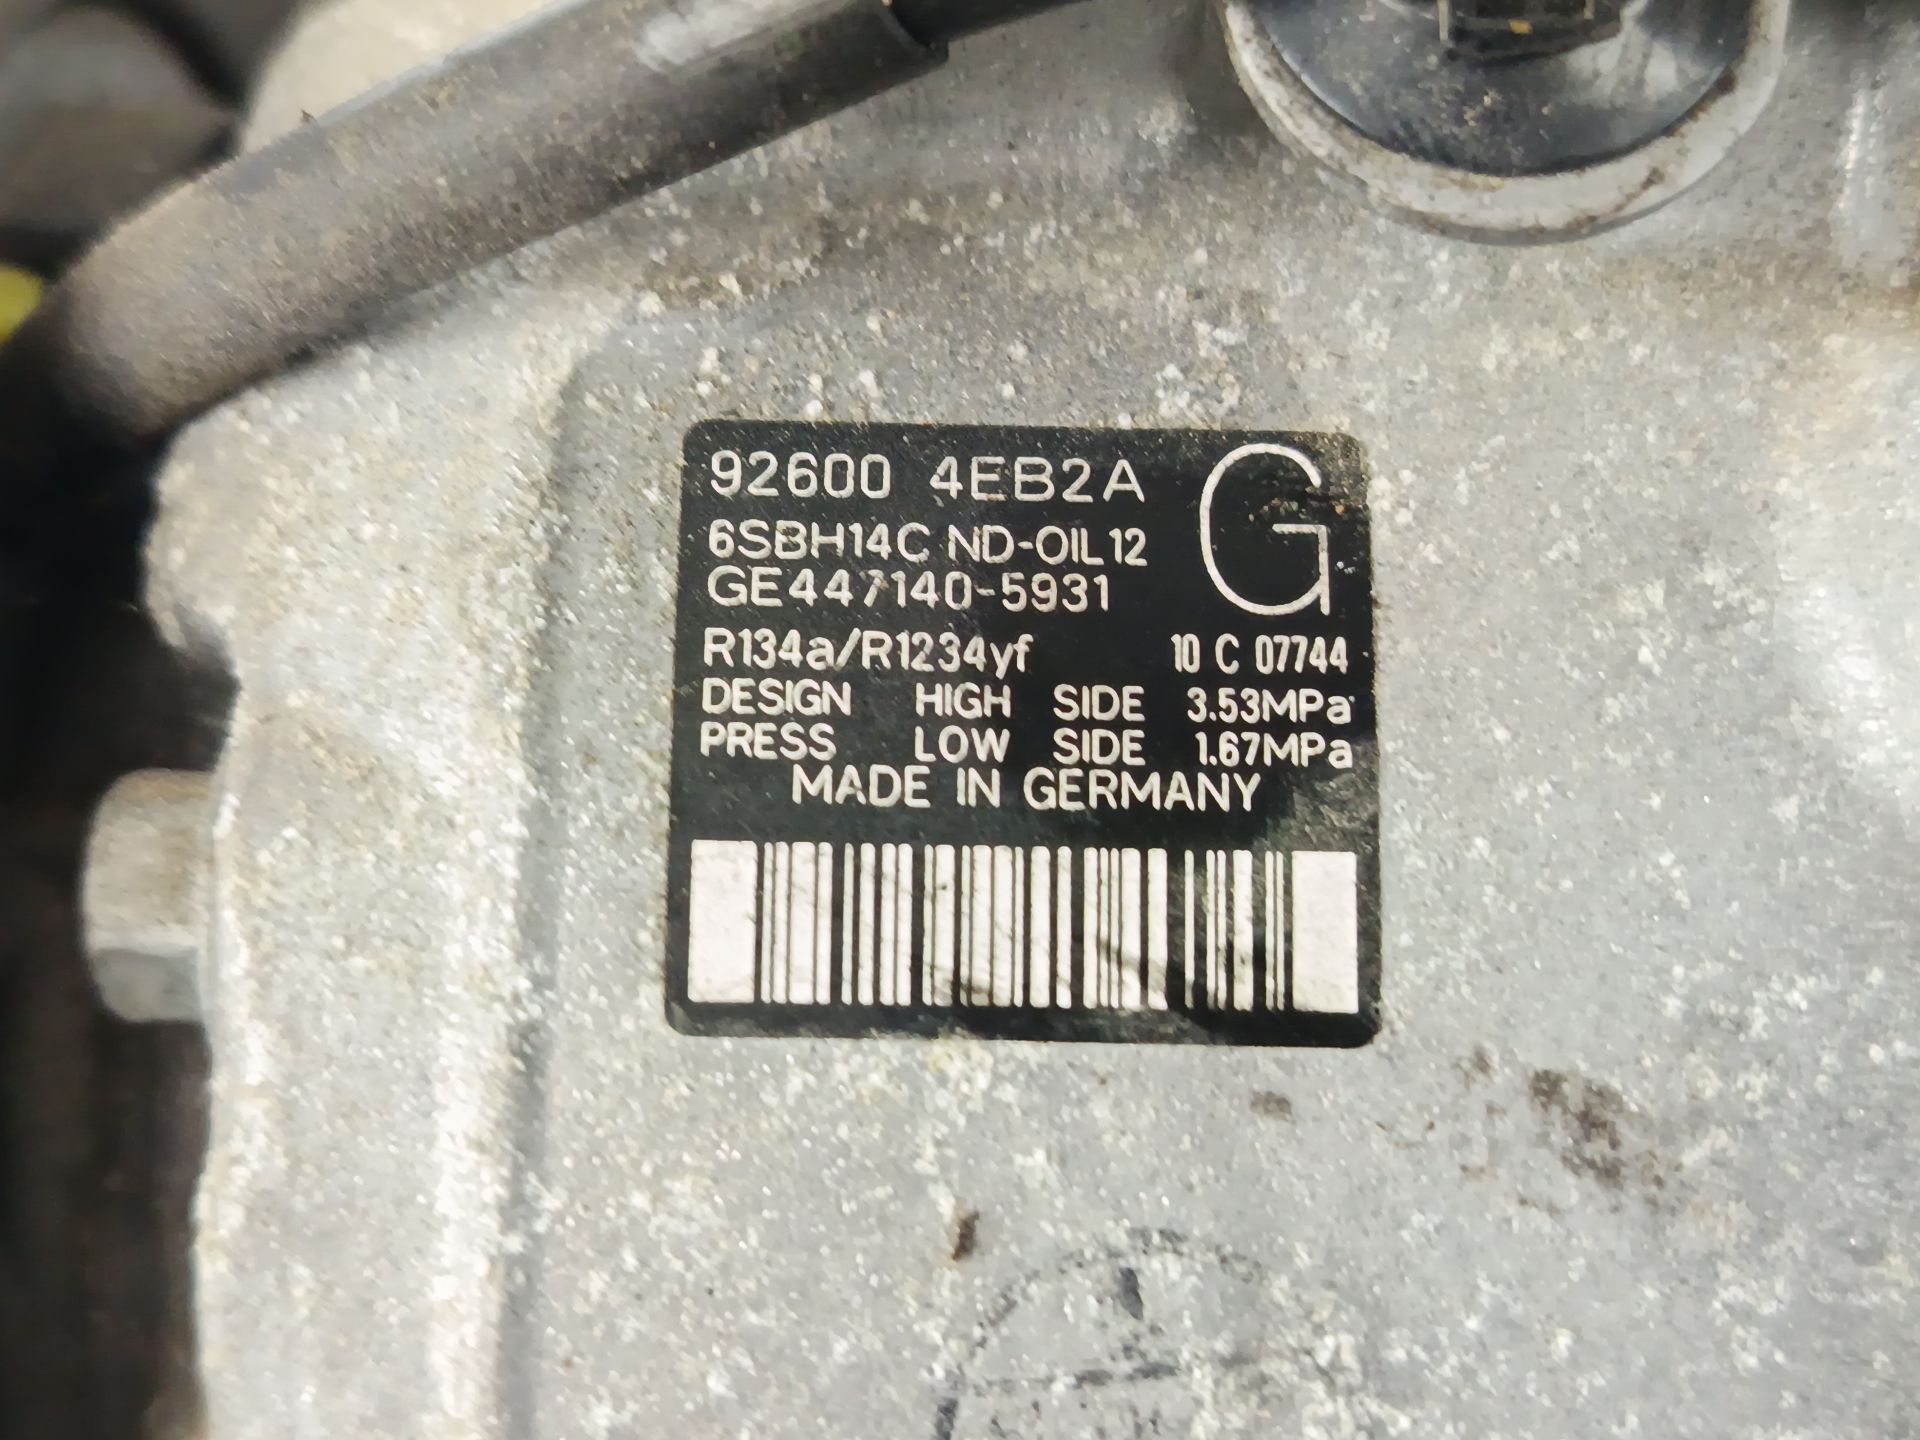 92600 4EB2A G
6SBH14C ND-OIL12
GE447140-5931
R134a/R1234yf 10 C 07744
DESIGN HIGH SIDE 3.53MPa
PRESS LOW SIDE 1.67MPa
MADE IN GERMANY